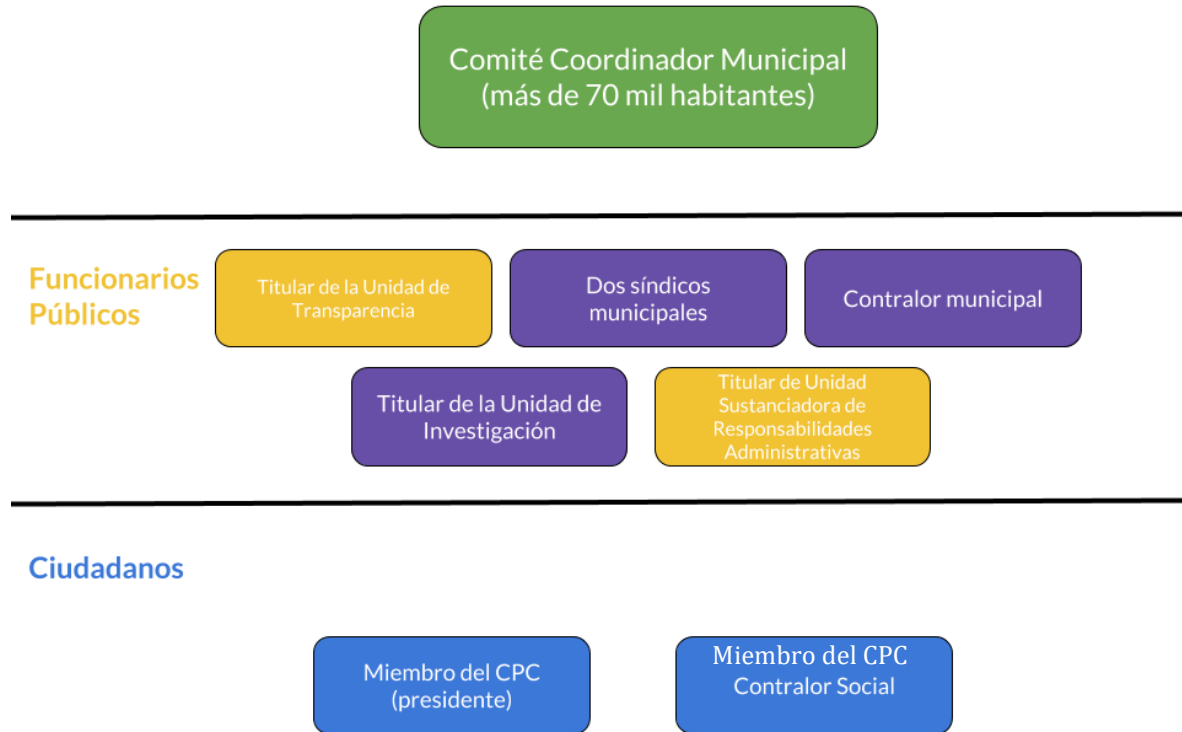 Comité Coordinador Municipal
(más de 70 mil habitantes)
Funcionarios
Públicos
Titular de la Unidad de
Transparencia
Dos síndicos
municipales
Contralor municipal
Titular de la Unidad de
Investigación
Titular de Unidad
Sustanciadora de
Responsabilidades
Administrativas
Ciudadanos
Miembro del CPC
(presidente)
Miembro del CPC
Contralor Social